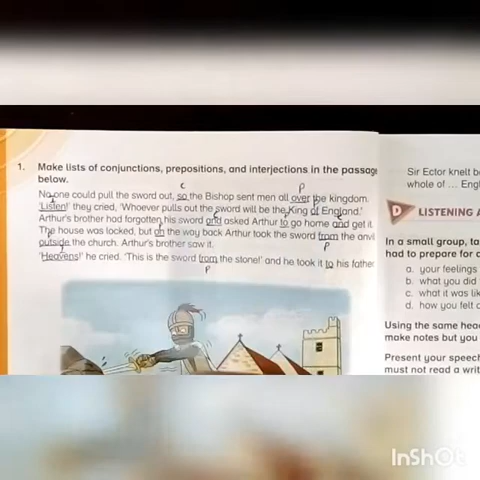 1. Make lists of conjunctions, prepositions, and interjections in the passage
below.
c p
No one could pull the sword out, so the Bishop sent men all over the kingdom.
'Listen!' they cried, 'Whoever pulls out the sword will be the King of England.'
Arthur's brother had forgotten his sword and asked Arthur to go home and get it.
The house was locked, but on the way back Arthur took the sword from the anvil
outside the church. Arthur's brother saw it.
'Heavens!' he cried. 'This is the sword from the stone!' and he took it to his father
p
Sir Ector knelt b
whole of ... Engl
D LISTENING A
In a small group, ta
had to prepare for a
a. your feelings
b. what you did
c. what it was lik
d. how you felt a
Using the same head
make notes but you
Present your speech
must not read a writ
InShOt